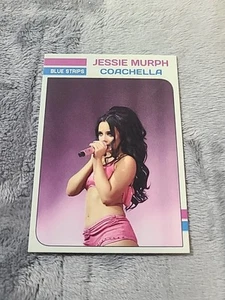 JESSIE MURPH
BLUE STRIPS COACHELLA